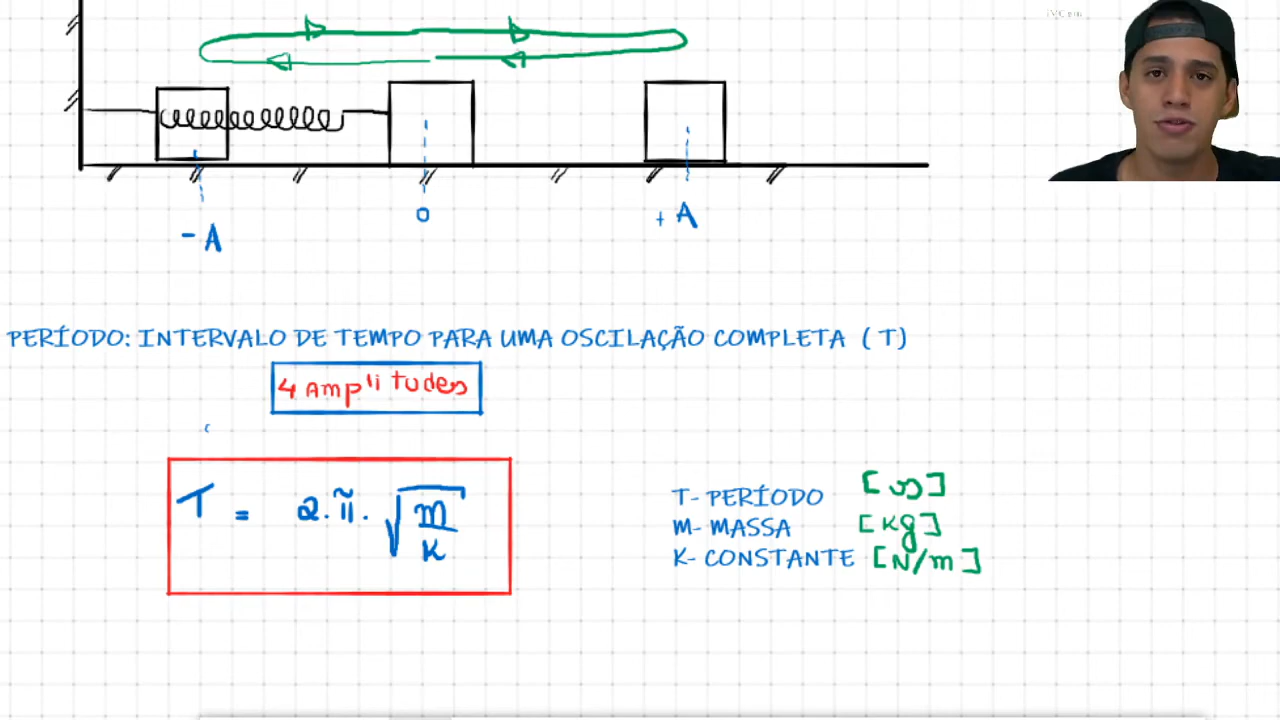 - A
0
+ A
PERÍODO: INTERVALO DE TEMPO PARA UMA OSCILAÇÃO COMPLETA (T)
4 Amplitudes
T = 2.π.√m/k
T- PERÍODO [s]
M- MASSA [kg]
K- CONSTANTE [N/m]